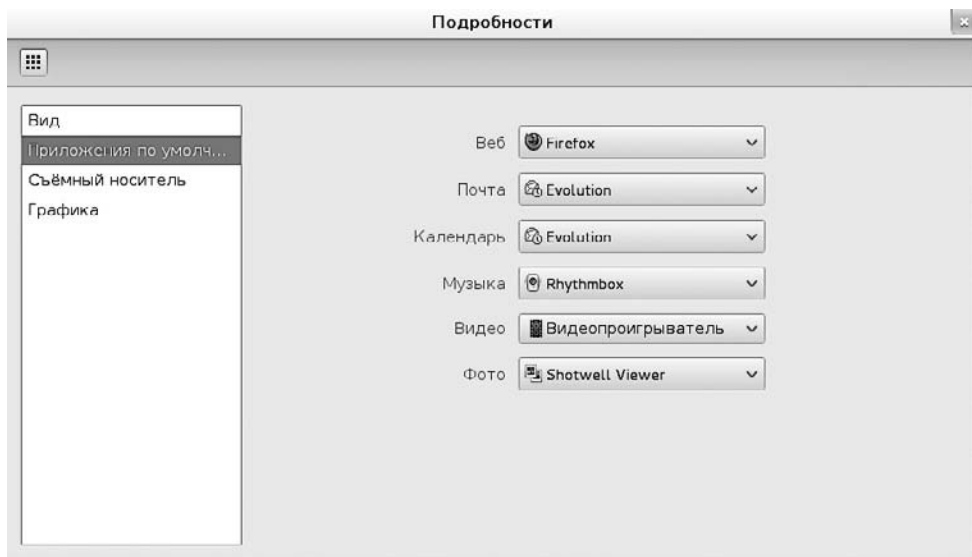 Подробности
Вид
Приложения по умолч...
Съёмный носитель
Графика
Веб Firefox
Почта Evolution
Календарь Evolution
Музыка Rhythmbox
Видео Видеопроигрыватель
Фото Shotwell Viewer